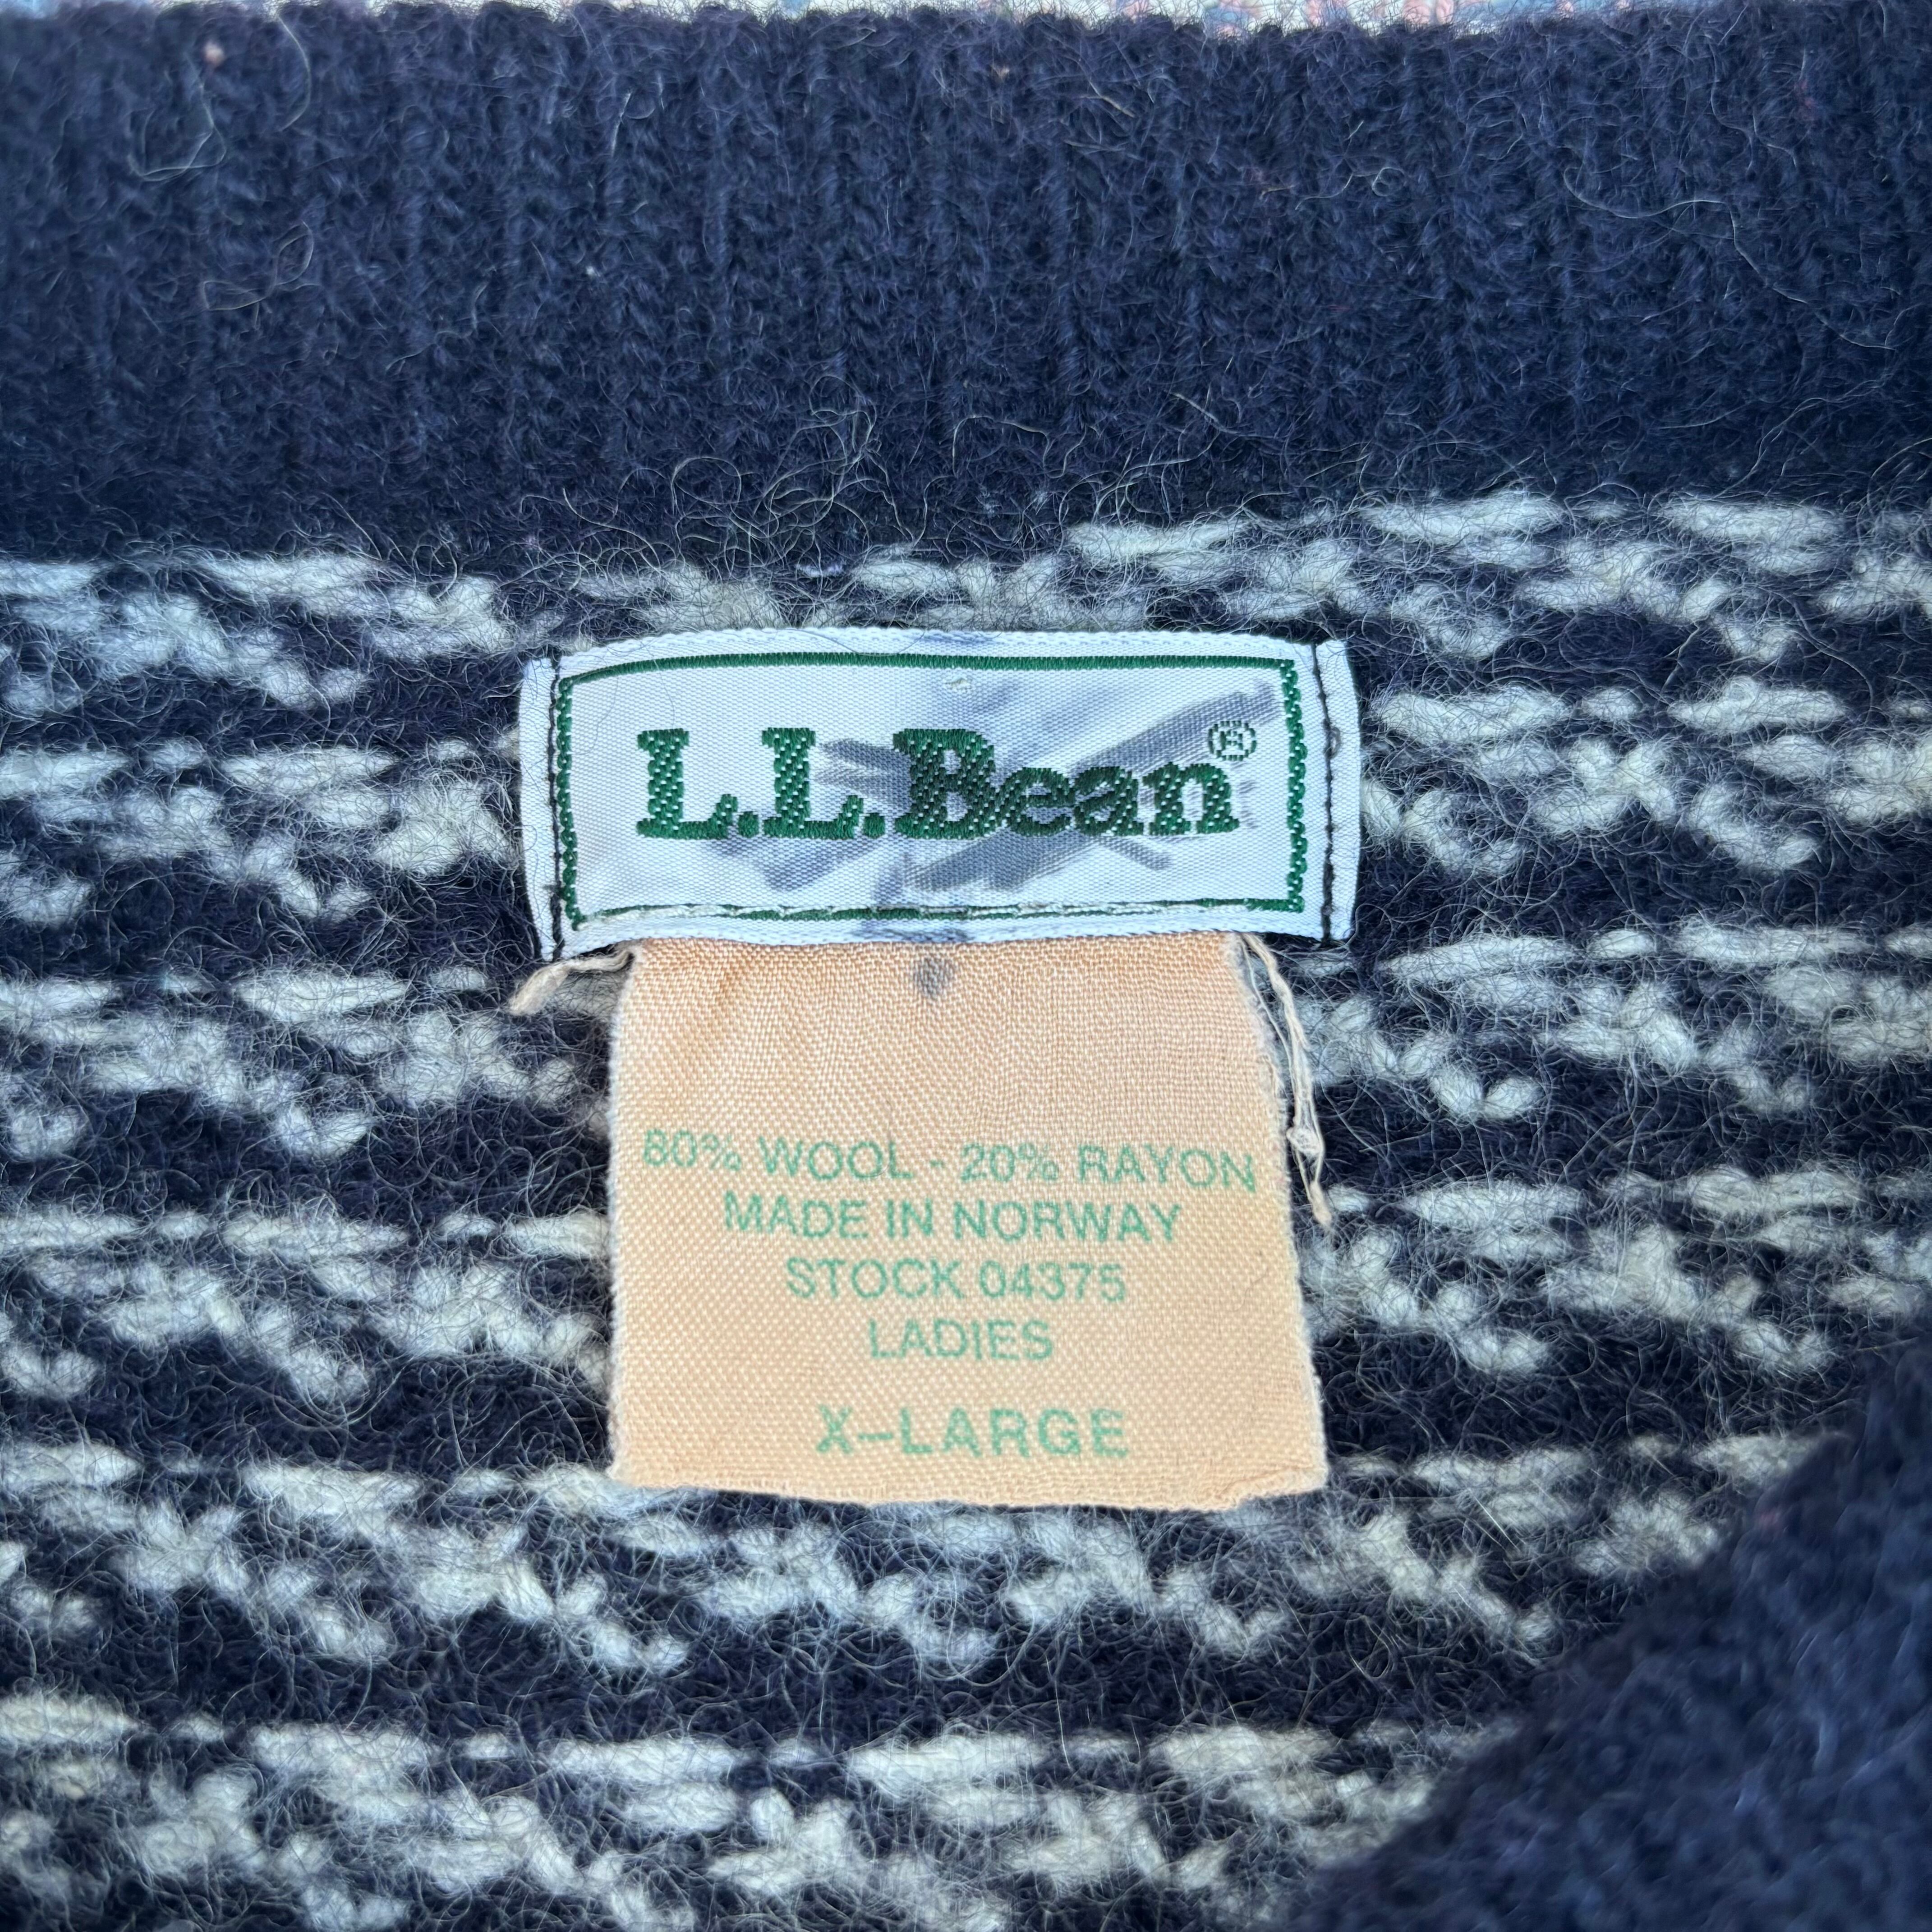 L.L.Bean®
80% WOOL - 20% RAYON
MADE IN NORWAY
STOCK 04375
LADIES
X-LARGE